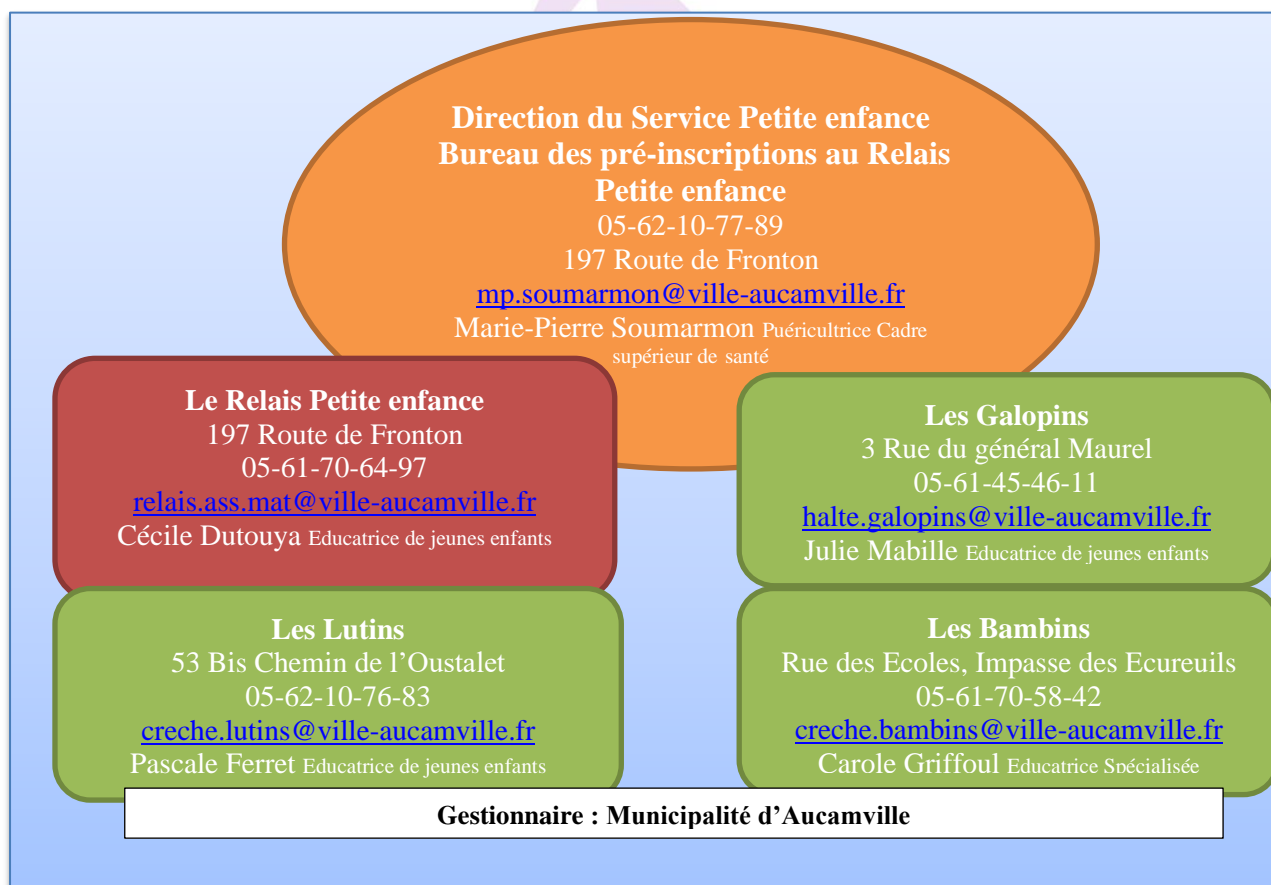 Direction du Service Petite enfance
Bureau des pré-inscriptions au Relais
Petite enfance
05-62-10-77-89
197 Route de Fronton
mp.soumarmon@ville-aucamville.fr
Marie-Pierre Soumarmon Puéricultrice Cadre
supérieur de santé
Le Relais Petite enfance
197 Route de Fronton
05-61-70-64-97
relais.ass.mat@ville-aucamville.fr
Cécile Dutouya Educatrice de jeunes enfants
Les Galopins
3 Rue du général Maurel
05-61-45-46-11
halte.galopins@ville-aucamville.fr
Julie Mabille Educatrice de jeunes enfants
Les Lutins
53 Bis Chemin de l’Oustalet
05-62-10-76-83
creche.lutins@ville-aucamville.fr
Pascale Ferret Educatrice de jeunes enfants
Les Bambins
Rue des Ecoles, Impasse des Ecureuils
05-61-70-58-42
creche.bambins@ville-aucamville.fr
Carole Griffoul Educatrice Spécialisée
Gestionnaire : Municipalité d’Aucamville